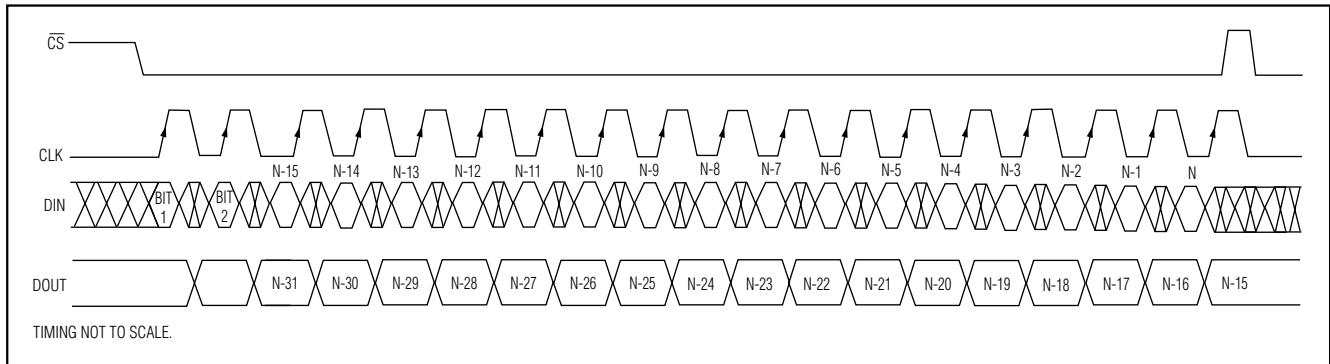 CS
CLK
N-15 N-14 N-13 N-12 N-11 N-10 N-9 N-8 N-7 N-6 N-5 N-4 N-3 N-2 N-1 N
DIN BIT 1 BIT 2
DOUT N-31 N-30 N-29 N-28 N-27 N-26 N-25 N-24 N-23 N-22 N-21 N-20 N-19 N-18 N-17 N-16 N-15
TIMING NOT TO SCALE.